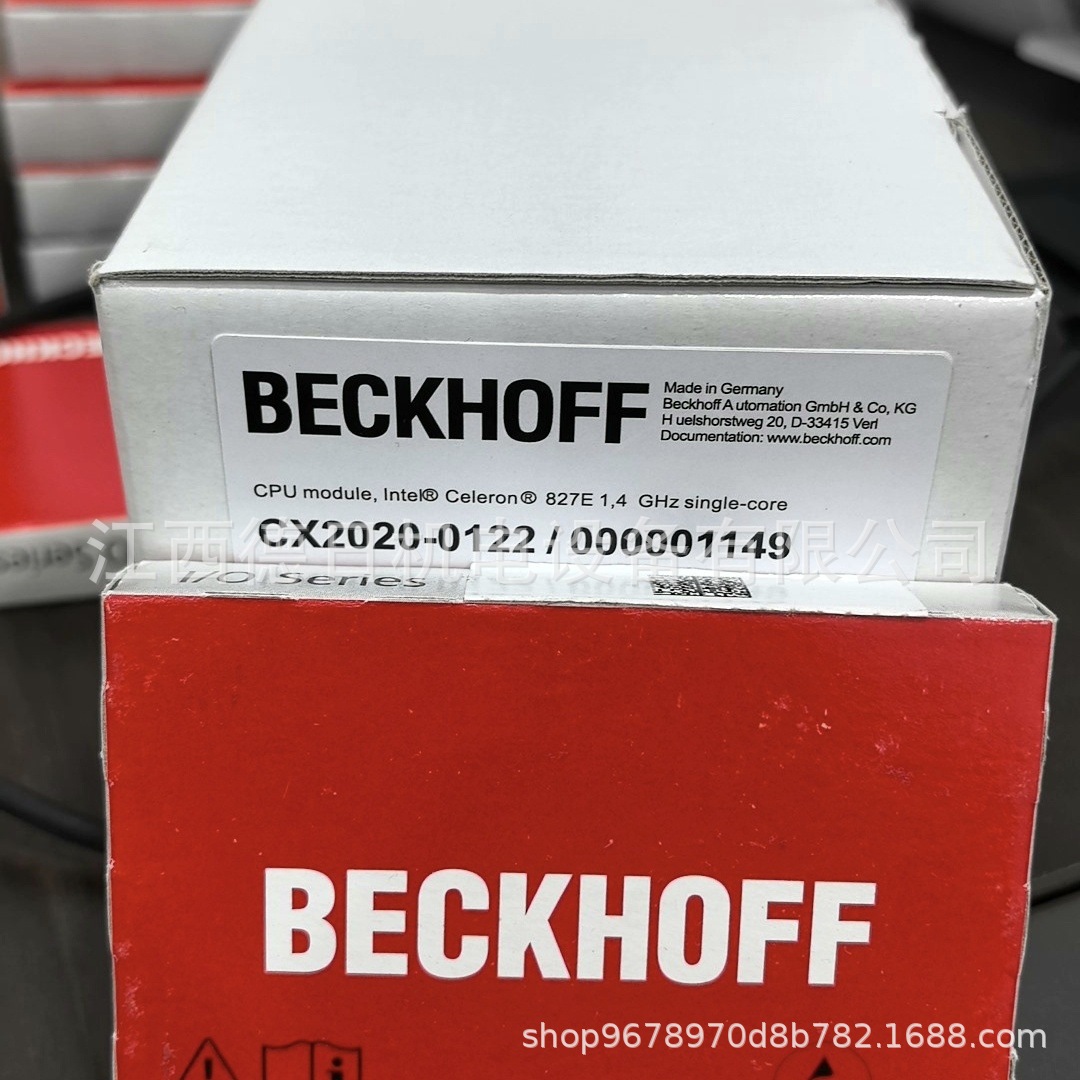 BECKHOFF
Made in Germany
Beckhoff Automation GmbH & Co, KG
Huelshorstweg 20, D-33415 Verl
Documentation: www.beckhoff.com
CPU module, Intel® Celeron® 827E 1,4 GHz single-core
CX2020-0122 / 000001149
Series
BECKHOFF
shop9678970d8b782.1688.com